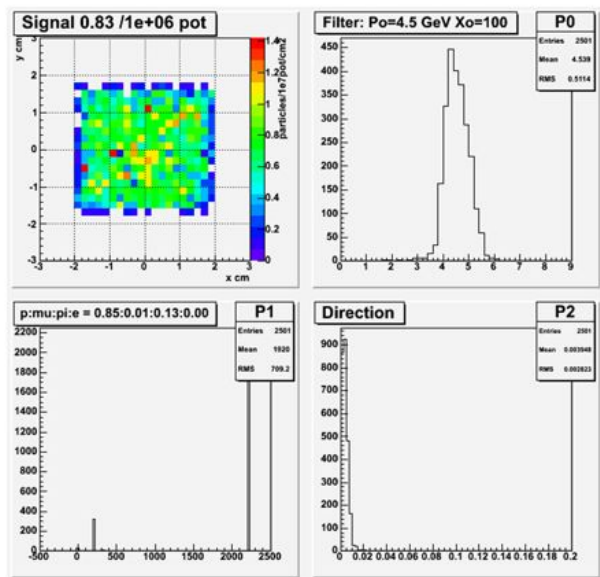 Signal 0.83 /1e+06 pot
y cm
3
2
1
0
-1
-2
-3
-3 -2 -1 0 1 2 3
x cm
1.4
1.2
1
0.8
0.6
0.4
0.2
0
particles/1e7pot/cm2
Filter: Po=4.5 GeV Xo=100
P0
Entries 2501
Mean 4.539
RMS 0.5114
450
400
350
300
250
200
150
100
50
0
0 1 2 3 4 5 6 7 8 9
p:mu:pi:e = 0.85:0.01:0.13:0.00
P1
Entries 2501
Mean 1920
RMS 709.2
2200
2000
1800
1600
1400
1200
1000
800
600
400
200
0
-500 0 500 1000 1500 2000 2500
Direction
P2
Entries 2501
Mean 0.003948
RMS 0.002823
900
800
700
600
500
400
300
200
100
0
0 0.02 0.04 0.06 0.08 0.1 0.12 0.14 0.16 0.18 0.2